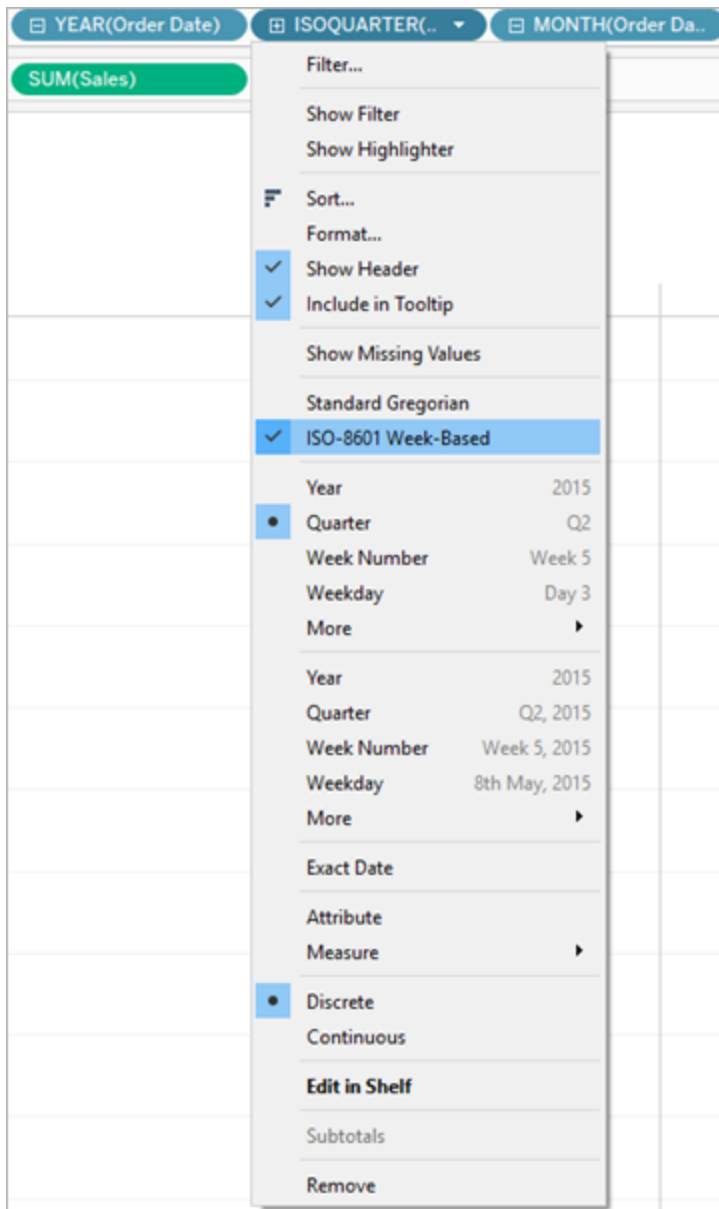 YEAR(Order Date) ISOQUARTER(.. MONTH(Order Da..
SUM(Sales)
Filter...
Show Filter
Show Highlighter
Sort...
Format...
Show Header
Include in Tooltip
Show Missing Values
Standard Gregorian
ISO-8601 Week-Based
Year 2015
Quarter Q2
Week Number Week 5
Weekday Day 3
More
Year 2015
Quarter Q2, 2015
Week Number Week 5, 2015
Weekday 8th May, 2015
More
Exact Date
Attribute
Measure
Discrete
Continuous
Edit in Shelf
Subtotals
Remove